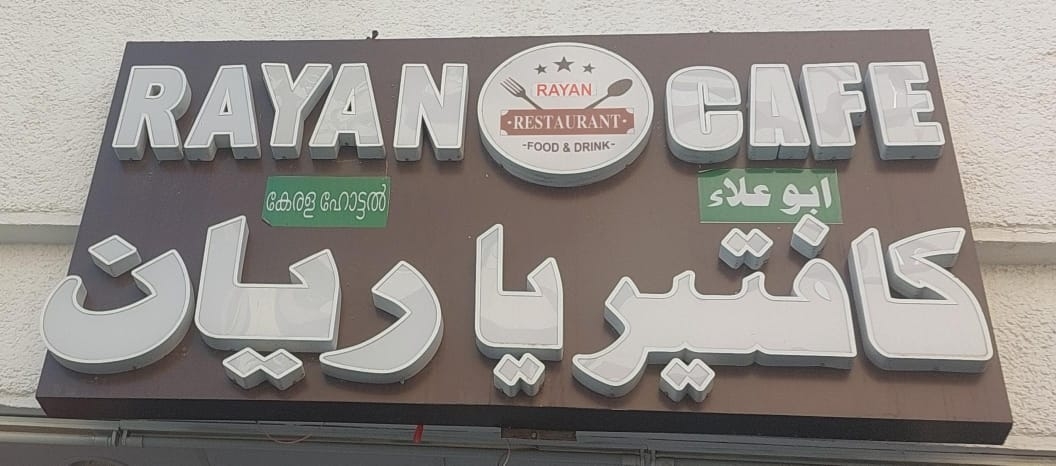 RAYAN CAFE
RAYAN
RESTAURANT
-FOOD & DRINK-
കേരള ഹോട്ടൽ
ابو علاء
كافتيريا ريان